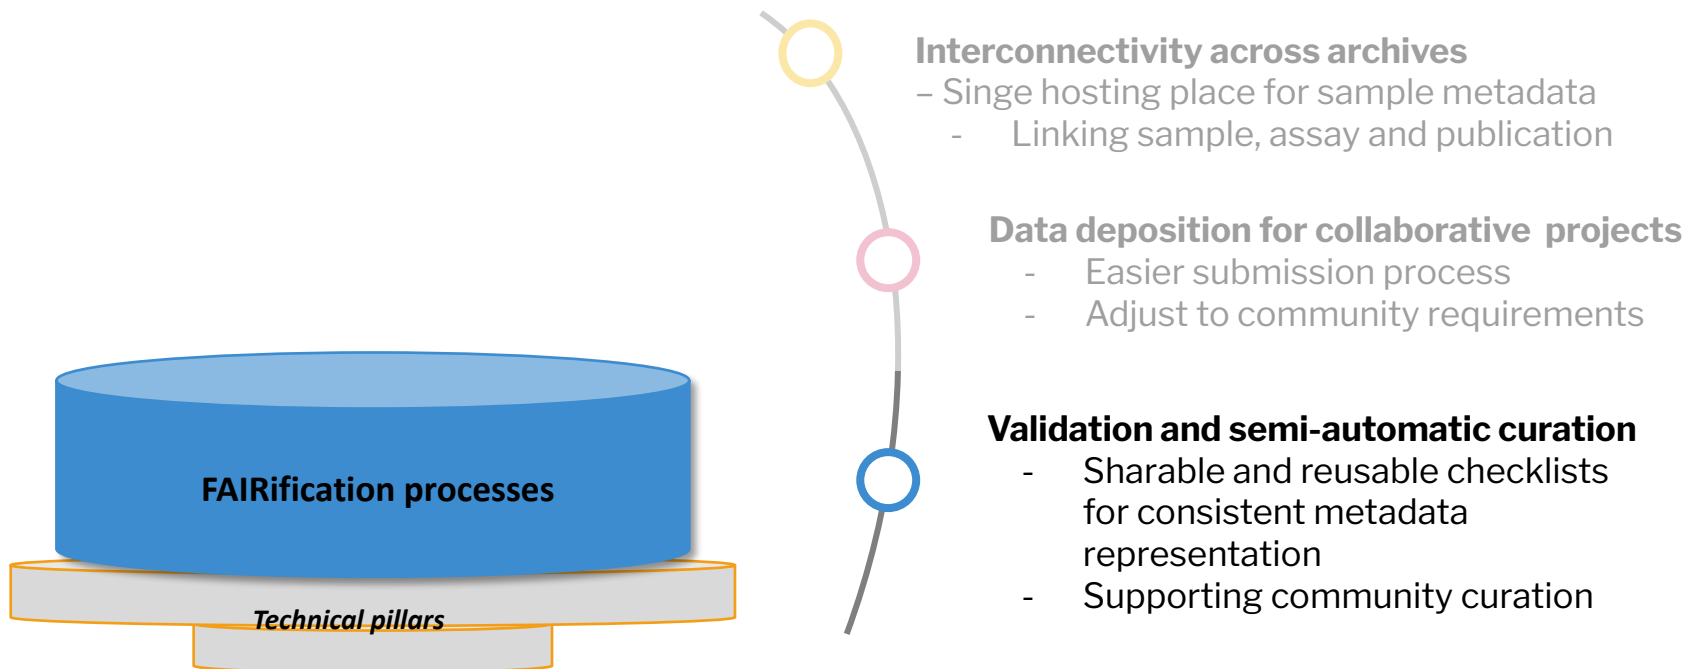 Interconnectivity across archives
– Singe hosting place for sample metadata
- Linking sample, assay and publication
Data deposition for collaborative projects
- Easier submission process
- Adjust to community requirements
Validation and semi-automatic curation
- Sharable and reusable checklists
for consistent metadata
representation
- Supporting community curation
FAIRification processes
Technical pillars